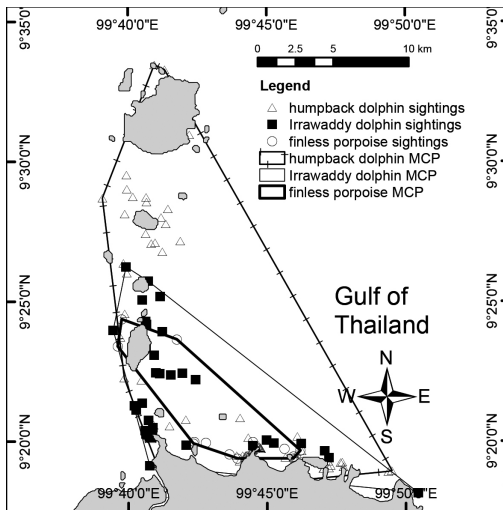 99°40'0"E 99°45'0"E 99°50'0"E
9°35'0"N 9°35'0"N
0 2.5 5 10 km
Legend
humpback dolphin sightings
Irrawaddy dolphin sightings
finless porpoise sightings
humpback dolphin MCP
Irrawaddy dolphin MCP
finless porpoise MCP
9°30'0"N 9°30'0"N
9°25'0"N 9°25'0"N
Gulf of
Thailand
N
W E
S
9°20'0"N 9°20'0"N
99°40'0"E 99°45'0"E 99°50'0"E